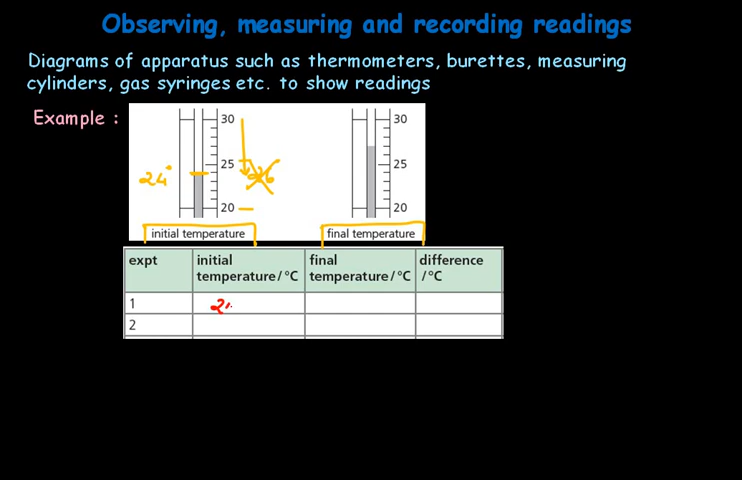 Observing, measuring and recording readings
Diagrams of apparatus such as thermometers, burettes, measuring
cylinders, gas syringes etc. to show readings
Example :
30 30
25 25
24° 26
20 20
initial temperature final temperature
expt initial temperature/°C final temperature/°C difference /°C
1
2